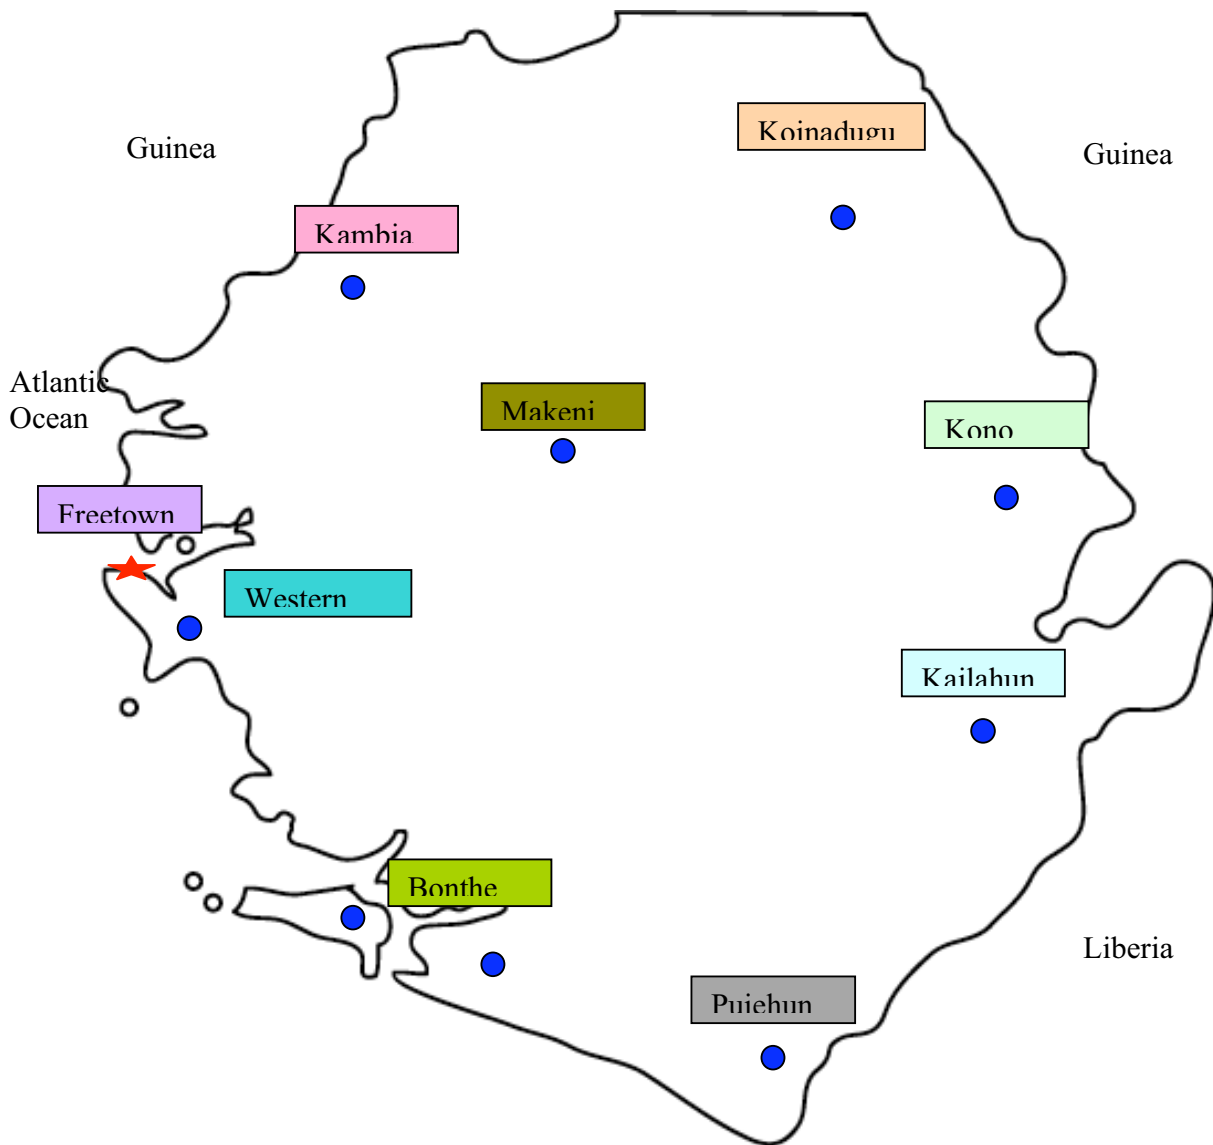 Koinadugu
Guinea
Guinea
Kambia
Atlantic
Ocean
Makeni
Kono
Freetown
Western
Kailahun
Bonthe
Liberia
Pujehun